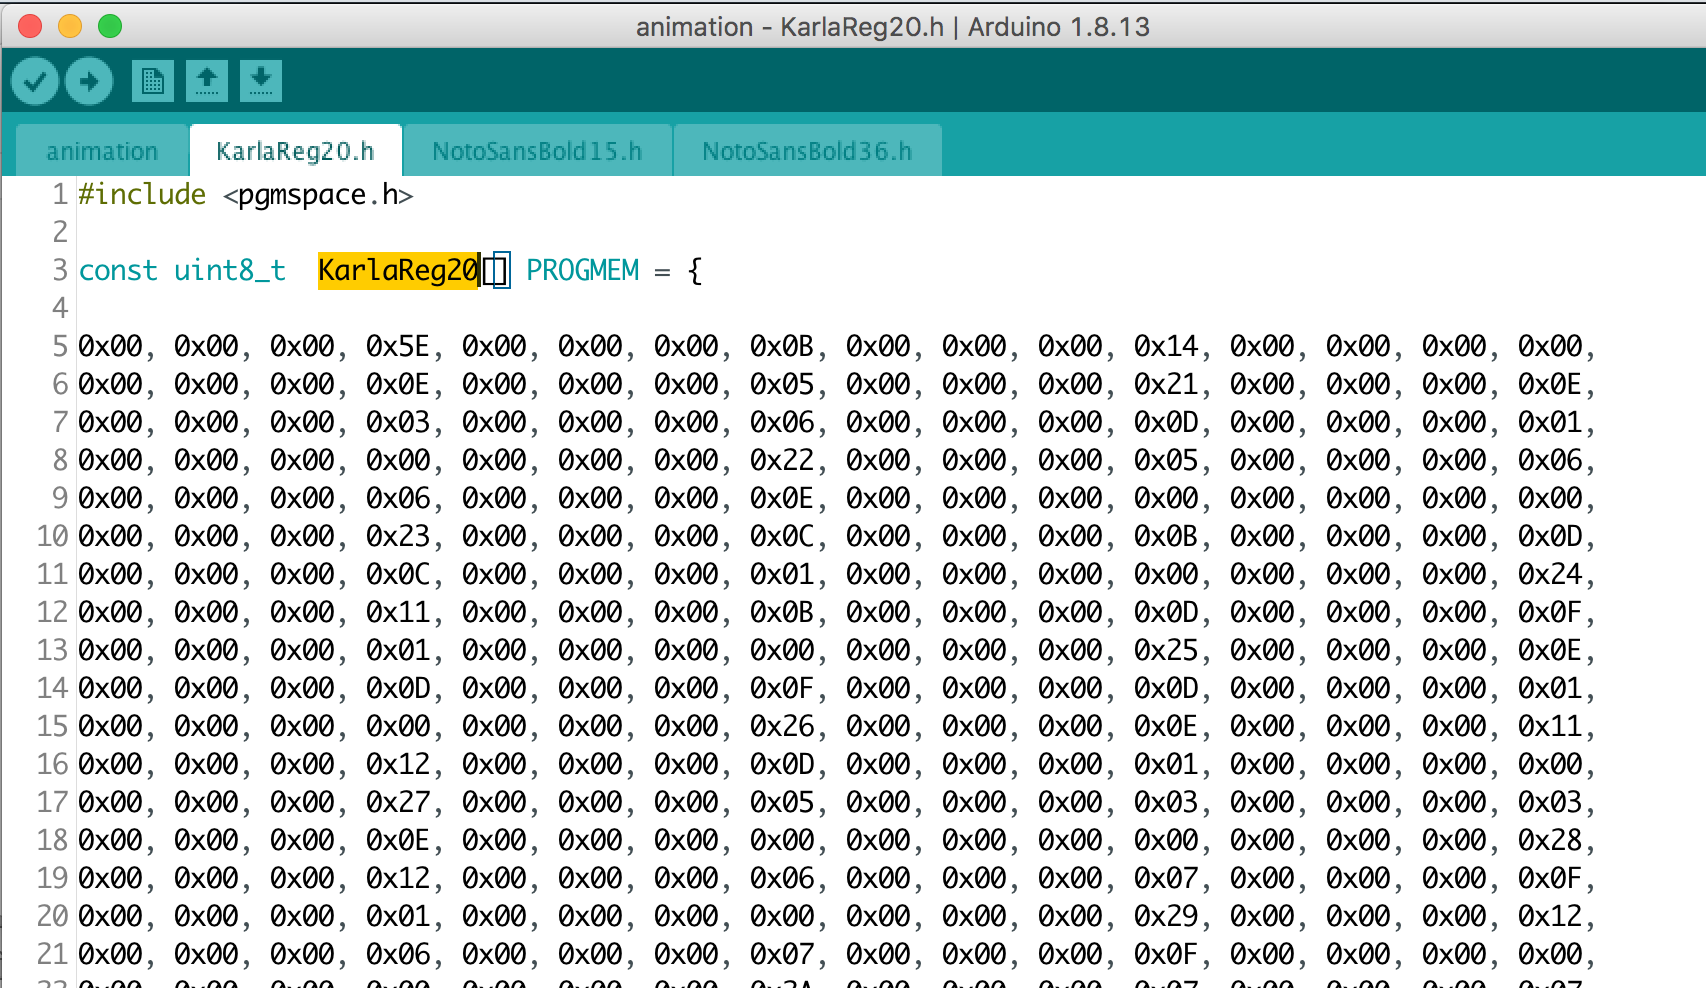 animation - KarlaReg20.h | Arduino 1.8.13
animation KarlaReg20.h NotoSansBold15.h NotoSansBold36.h
1 #include <pgmspace.h>
2
3 const uint8_t  KarlaReg20[] PROGMEM = {
4
5 0x00, 0x00, 0x00, 0x5E, 0x00, 0x00, 0x00, 0x0B, 0x00, 0x00, 0x00, 0x14, 0x00, 0x00, 0x00, 0x00,
6 0x00, 0x00, 0x00, 0x0E, 0x00, 0x00, 0x00, 0x05, 0x00, 0x00, 0x00, 0x21, 0x00, 0x00, 0x00, 0x0E,
7 0x00, 0x00, 0x00, 0x03, 0x00, 0x00, 0x00, 0x06, 0x00, 0x00, 0x00, 0x0D, 0x00, 0x00, 0x00, 0x01,
8 0x00, 0x00, 0x00, 0x00, 0x00, 0x00, 0x00, 0x22, 0x00, 0x00, 0x00, 0x05, 0x00, 0x00, 0x00, 0x06,
9 0x00, 0x00, 0x00, 0x06, 0x00, 0x00, 0x00, 0x0E, 0x00, 0x00, 0x00, 0x00, 0x00, 0x00, 0x00, 0x00,
10 0x00, 0x00, 0x00, 0x23, 0x00, 0x00, 0x00, 0x0C, 0x00, 0x00, 0x00, 0x0B, 0x00, 0x00, 0x00, 0x0D,
11 0x00, 0x00, 0x00, 0x0C, 0x00, 0x00, 0x00, 0x01, 0x00, 0x00, 0x00, 0x00, 0x00, 0x00, 0x00, 0x24,
12 0x00, 0x00, 0x00, 0x11, 0x00, 0x00, 0x00, 0x0B, 0x00, 0x00, 0x00, 0x0D, 0x00, 0x00, 0x00, 0x0F,
13 0x00, 0x00, 0x00, 0x01, 0x00, 0x00, 0x00, 0x00, 0x00, 0x00, 0x00, 0x25, 0x00, 0x00, 0x00, 0x0E,
14 0x00, 0x00, 0x00, 0x0D, 0x00, 0x00, 0x00, 0x0F, 0x00, 0x00, 0x00, 0x0D, 0x00, 0x00, 0x00, 0x01,
15 0x00, 0x00, 0x00, 0x00, 0x00, 0x00, 0x00, 0x26, 0x00, 0x00, 0x00, 0x0E, 0x00, 0x00, 0x00, 0x11,
16 0x00, 0x00, 0x00, 0x12, 0x00, 0x00, 0x00, 0x0D, 0x00, 0x00, 0x00, 0x01, 0x00, 0x00, 0x00, 0x00,
17 0x00, 0x00, 0x00, 0x27, 0x00, 0x00, 0x00, 0x05, 0x00, 0x00, 0x00, 0x03, 0x00, 0x00, 0x00, 0x03,
18 0x00, 0x00, 0x00, 0x0E, 0x00, 0x00, 0x00, 0x00, 0x00, 0x00, 0x00, 0x00, 0x00, 0x00, 0x00, 0x28,
19 0x00, 0x00, 0x00, 0x12, 0x00, 0x00, 0x00, 0x06, 0x00, 0x00, 0x00, 0x07, 0x00, 0x00, 0x00, 0x0F,
20 0x00, 0x00, 0x00, 0x01, 0x00, 0x00, 0x00, 0x00, 0x00, 0x00, 0x00, 0x29, 0x00, 0x00, 0x00, 0x12,
21 0x00, 0x00, 0x00, 0x06, 0x00, 0x00, 0x00, 0x07, 0x00, 0x00, 0x00, 0x0F, 0x00, 0x00, 0x00, 0x00,